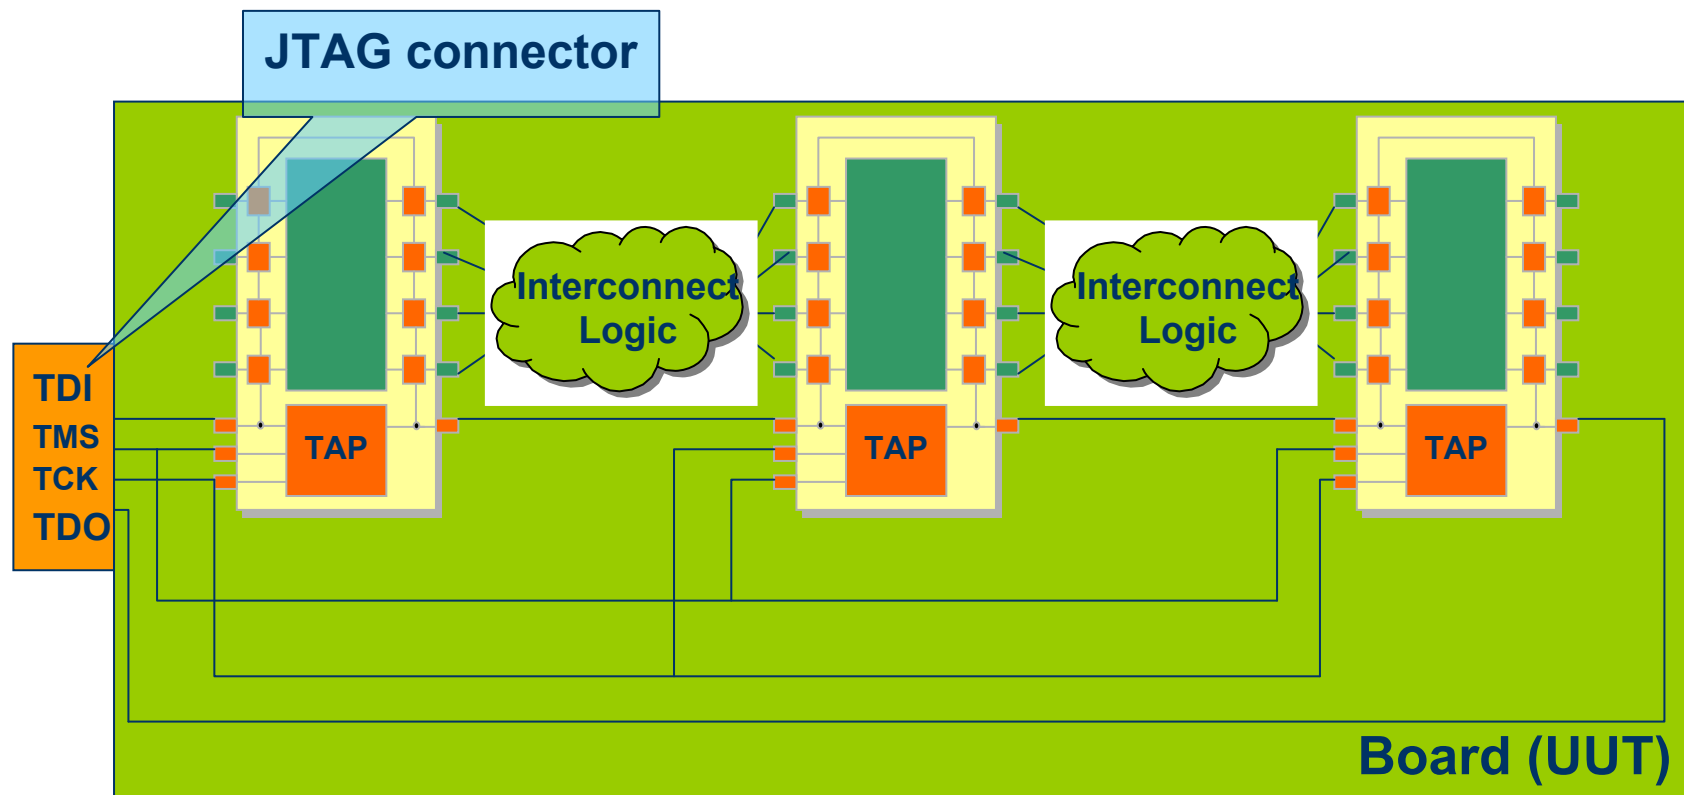 JTAG connector
Interconnect
Logic
Interconnect
Logic
TDI
TMS
TCK
TDO
TAP
TAP
TAP
Board (UUT)